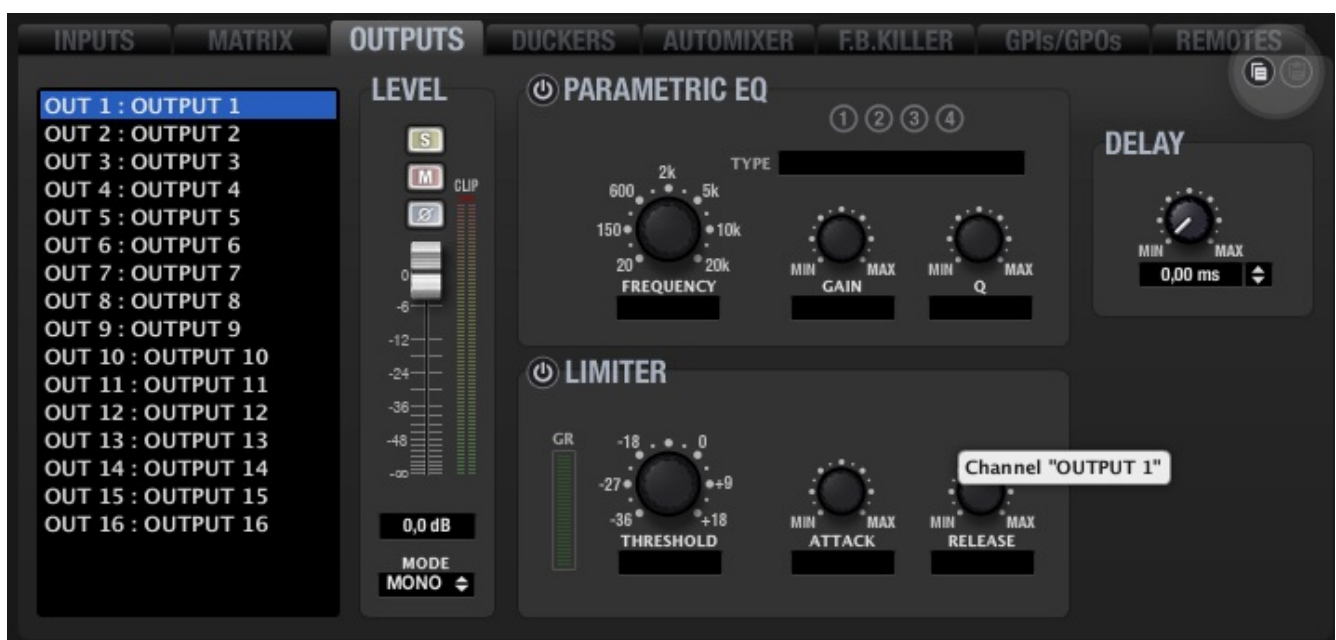 INPUTS MATRIX OUTPUTS DUCKERS AUTOMIXER F.B.KILLER GPIs/GPOs REMOTES
OUT 1 : OUTPUT 1
OUT 2 : OUTPUT 2
OUT 3 : OUTPUT 3
OUT 4 : OUTPUT 4
OUT 5 : OUTPUT 5
OUT 6 : OUTPUT 6
OUT 7 : OUTPUT 7
OUT 8 : OUTPUT 8
OUT 9 : OUTPUT 9
OUT 10 : OUTPUT 10
OUT 11 : OUTPUT 11
OUT 12 : OUTPUT 12
OUT 13 : OUTPUT 13
OUT 14 : OUTPUT 14
OUT 15 : OUTPUT 15
OUT 16 : OUTPUT 16
LEVEL
S
M
CLIP
Ø
0
-6
-12
-24
-36
-48
-∞
0,0 dB
MODE
MONO
PARAMETRIC EQ
1 2 3 4
TYPE
2k
600 5k
150 10k
20 20k
FREQUENCY
MIN MAX
GAIN
MIN MAX
Q
LIMITER
GR
-18 0
-27 +9
-36 +18
THRESHOLD
MIN MAX
ATTACK
Channel "OUTPUT 1"
MIN MAX
RELEASE
DELAY
MIN MAX
0,00 ms